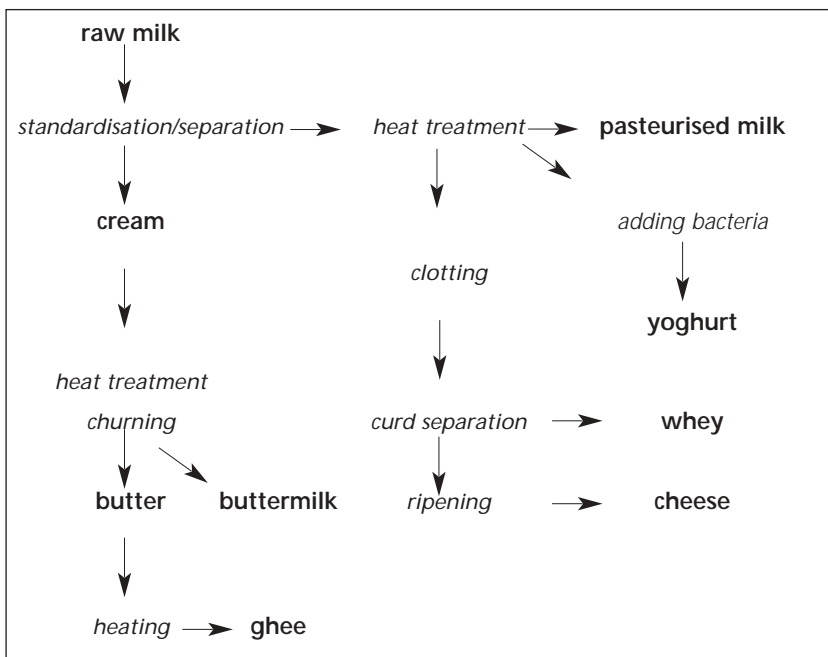 raw milk
standardisation/separation
heat treatment
pasteurised milk
cream
adding bacteria
clotting
yoghurt
heat treatment
churning
curd separation
whey
butter
buttermilk
ripening
cheese
heating
ghee